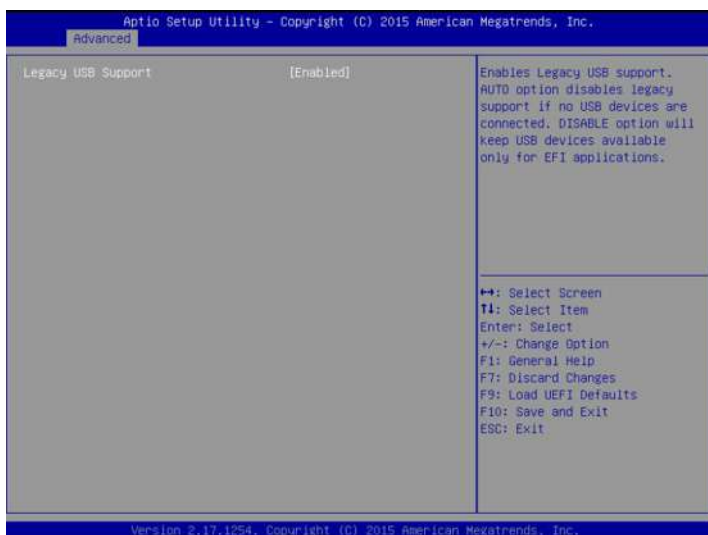 Aptio Setup Utility – Copyright (C) 2015 American Megatrends, Inc.
Advanced
Legacy USB Support [Enabled]
Enables Legacy USB support.
AUTO option disables legacy
support if no USB devices are
connected. DISABLE option will
keep USB devices available
only for EFI applications.
↔: Select Screen
↑↓: Select Item
Enter: Select
+/-: Change Option
F1: General Help
F7: Discard Changes
F9: Load UEFI Defaults
F10: Save and Exit
ESC: Exit
Version 2.17.1254. Copyright (C) 2015 American Megatrends, Inc.